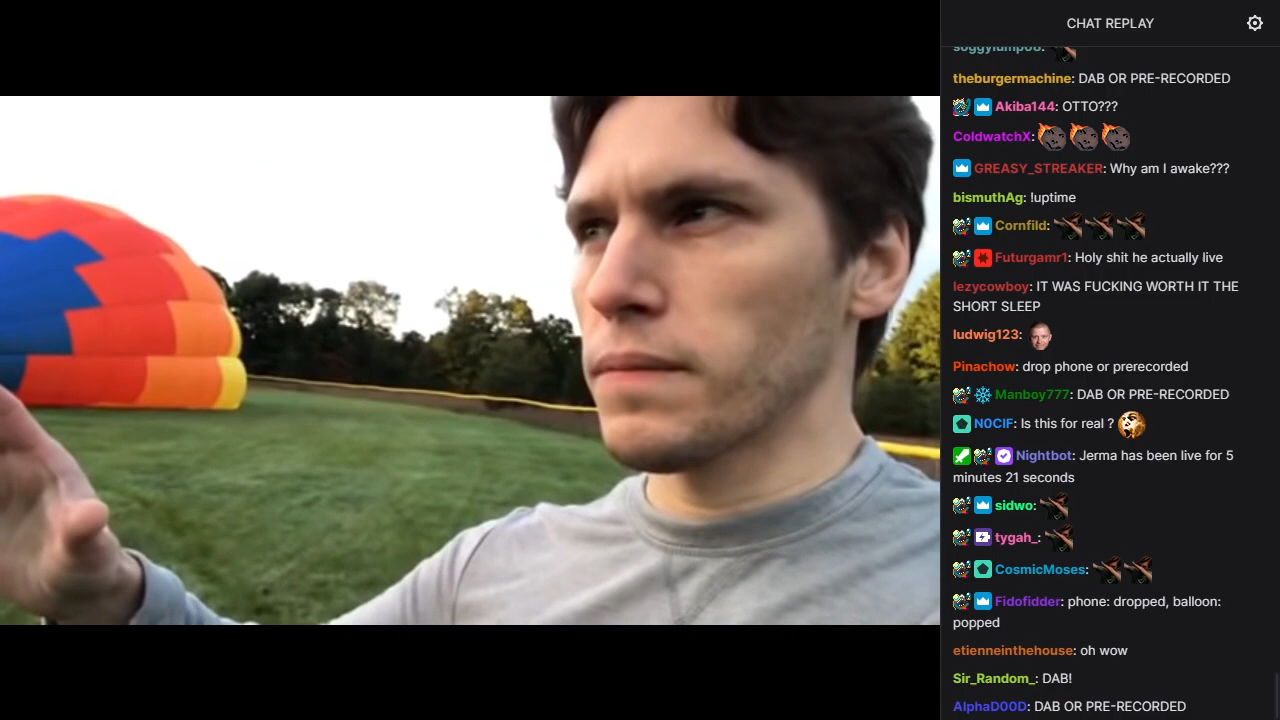 CHAT REPLAY
theburgermachine: DAB OR PRE-RECORDED
Akiba144: OTTO???
ColdwatchX:
GREASY_STREAKER: Why am I awake???
bismuthAg: !uptime
Cornfild:
Futurgamr1: Holy shit he actually live
lezycowboy: IT WAS FUCKING WORTH IT THE
SHORT SLEEP
ludwig123:
Pinachow: drop phone or prerecorded
Manboy777: DAB OR PRE-RECORDED
N0CIF: Is this for real ?
Nightbot: Jerma has been live for 5
minutes 21 seconds
sidwo:
tygah_:
CosmicMoses:
Fidofidder: phone: dropped, balloon:
popped
etienneinthehouse: oh wow
Sir_Random_: DAB!
AlphaD00D: DAB OR PRE-RECORDED